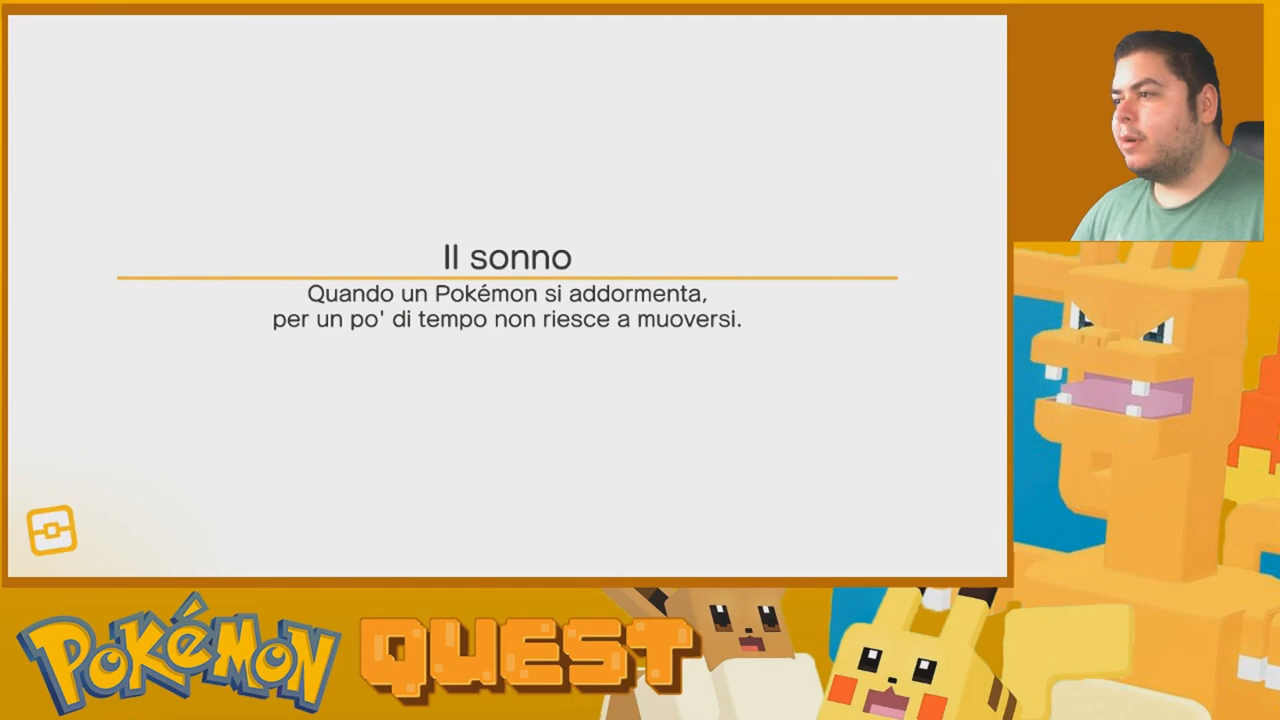 Il sonno
Quando un Pokémon si addormenta,
per un po' di tempo non riesce a muoversi.
POKÉMON QUEST